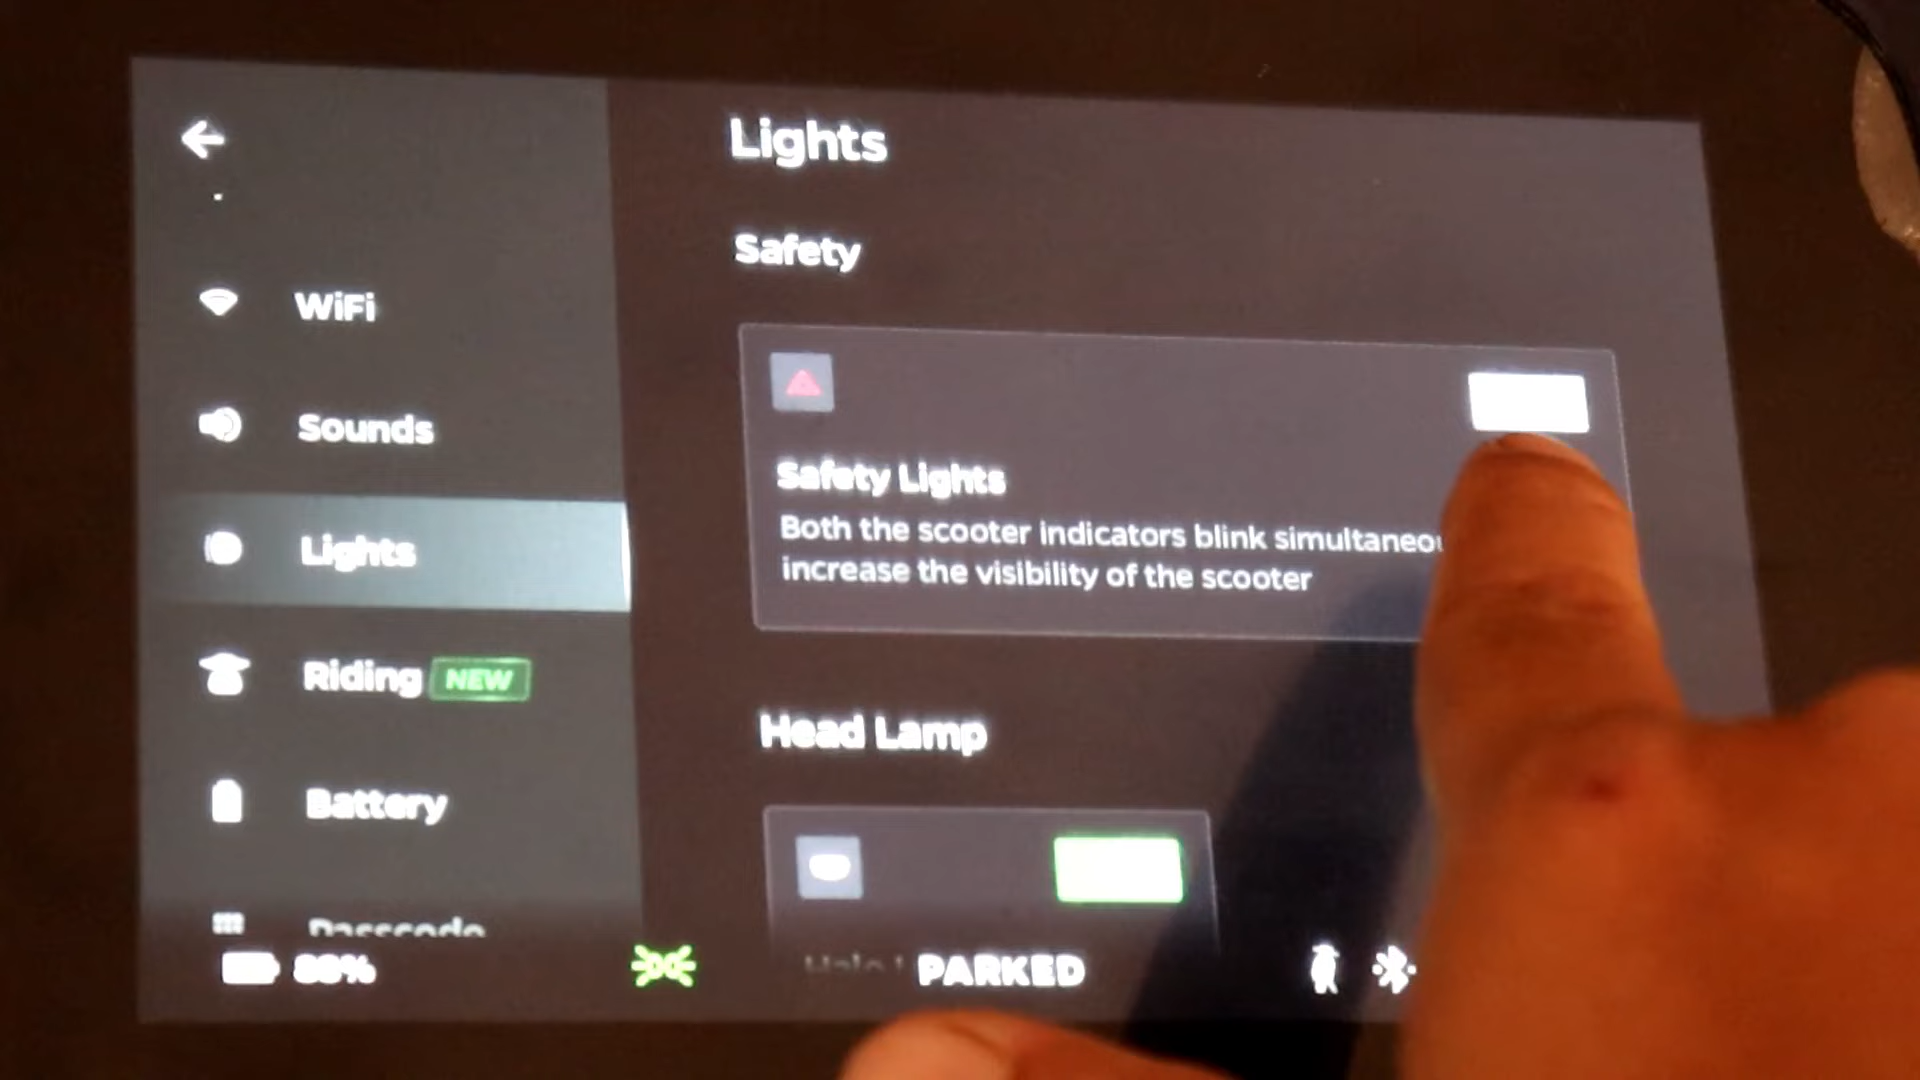 Lights
Safety
WiFi
Sounds
Safety Lights
Both the scooter indicators blink
increase the visibility of the scooter
Lights
Riding NEW
Head Lamp
Battery
Passcode
PARKED